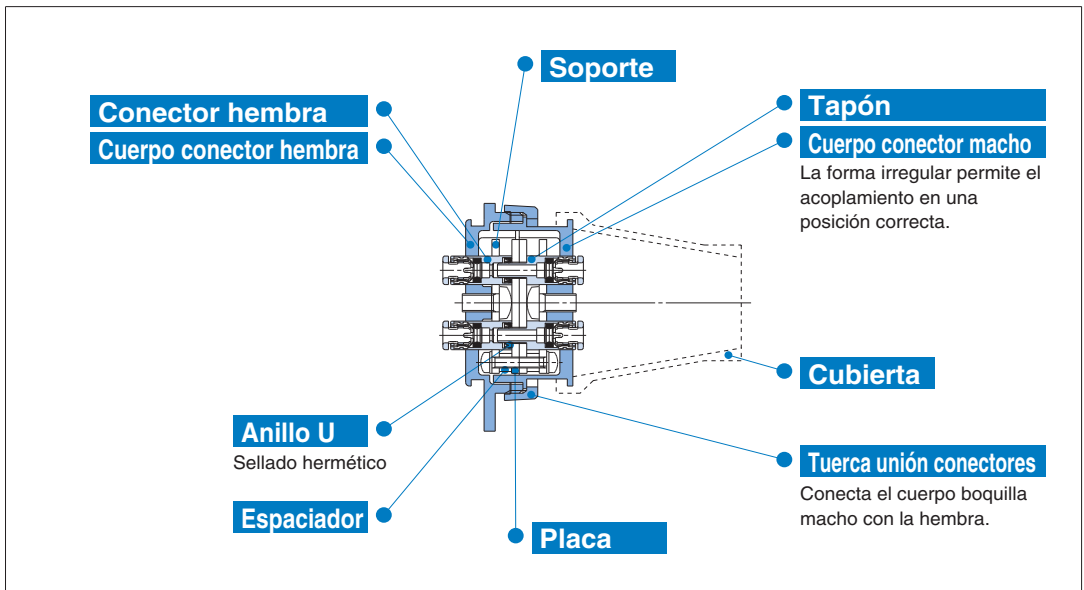 Soporte
Conector hembra
Cuerpo conector hembra
Tapón
Cuerpo conector macho
La forma irregular permite el
acoplamiento en una
posición correcta.
Cubierta
Anillo U
Sellado hermético
Tuerca unión conectores
Conecta el cuerpo boquilla
macho con la hembra.
Espaciador
Placa